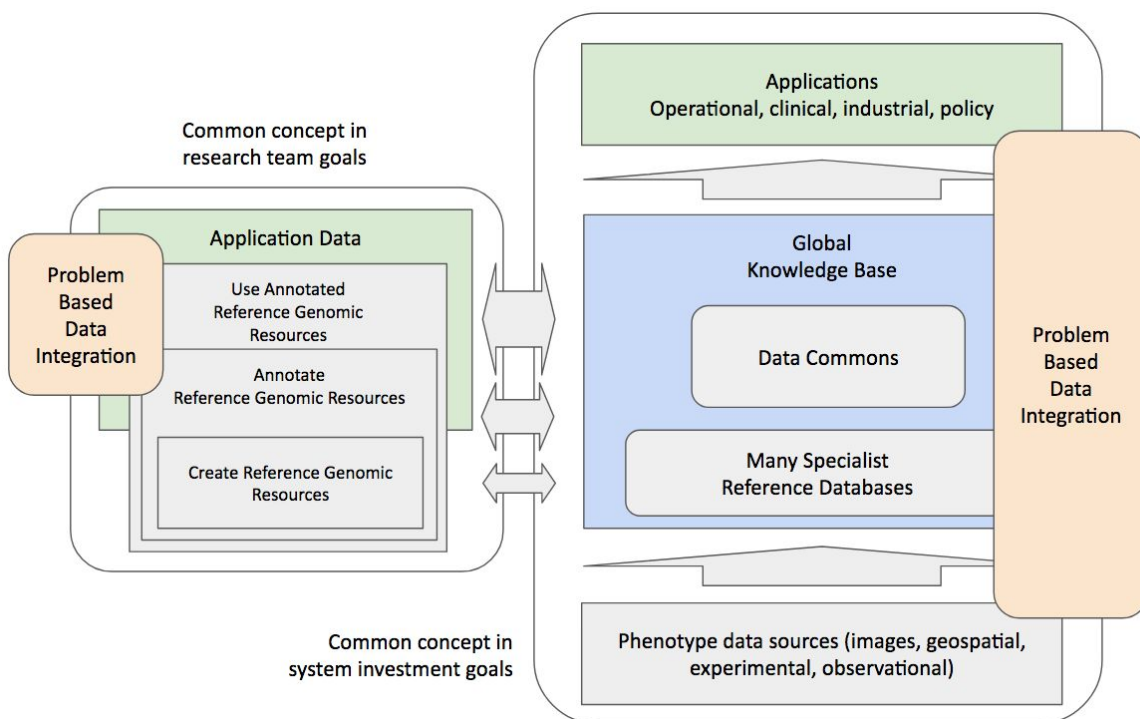 Common concept in
research team goals
Application Data
Problem
Based
Data
Integration
Use Annotated
Reference Genomic
Resources
Annotate
Reference Genomic Resources
Create Reference Genomic
Resources
Common concept in
system investment goals
Applications
Operational, clinical, industrial, policy
Global
Knowledge Base
Data Commons
Many Specialist
Reference Databases
Problem
Based
Data
Integration
Phenotype data sources (images, geospatial,
experimental, observational)